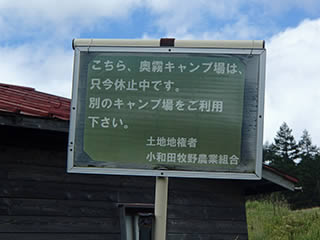 こちら、奥霧キャンプ場は、
只今休止中です。
別のキャンプ場をご利用
下さい。
土地地権者
小和田牧野農業組合